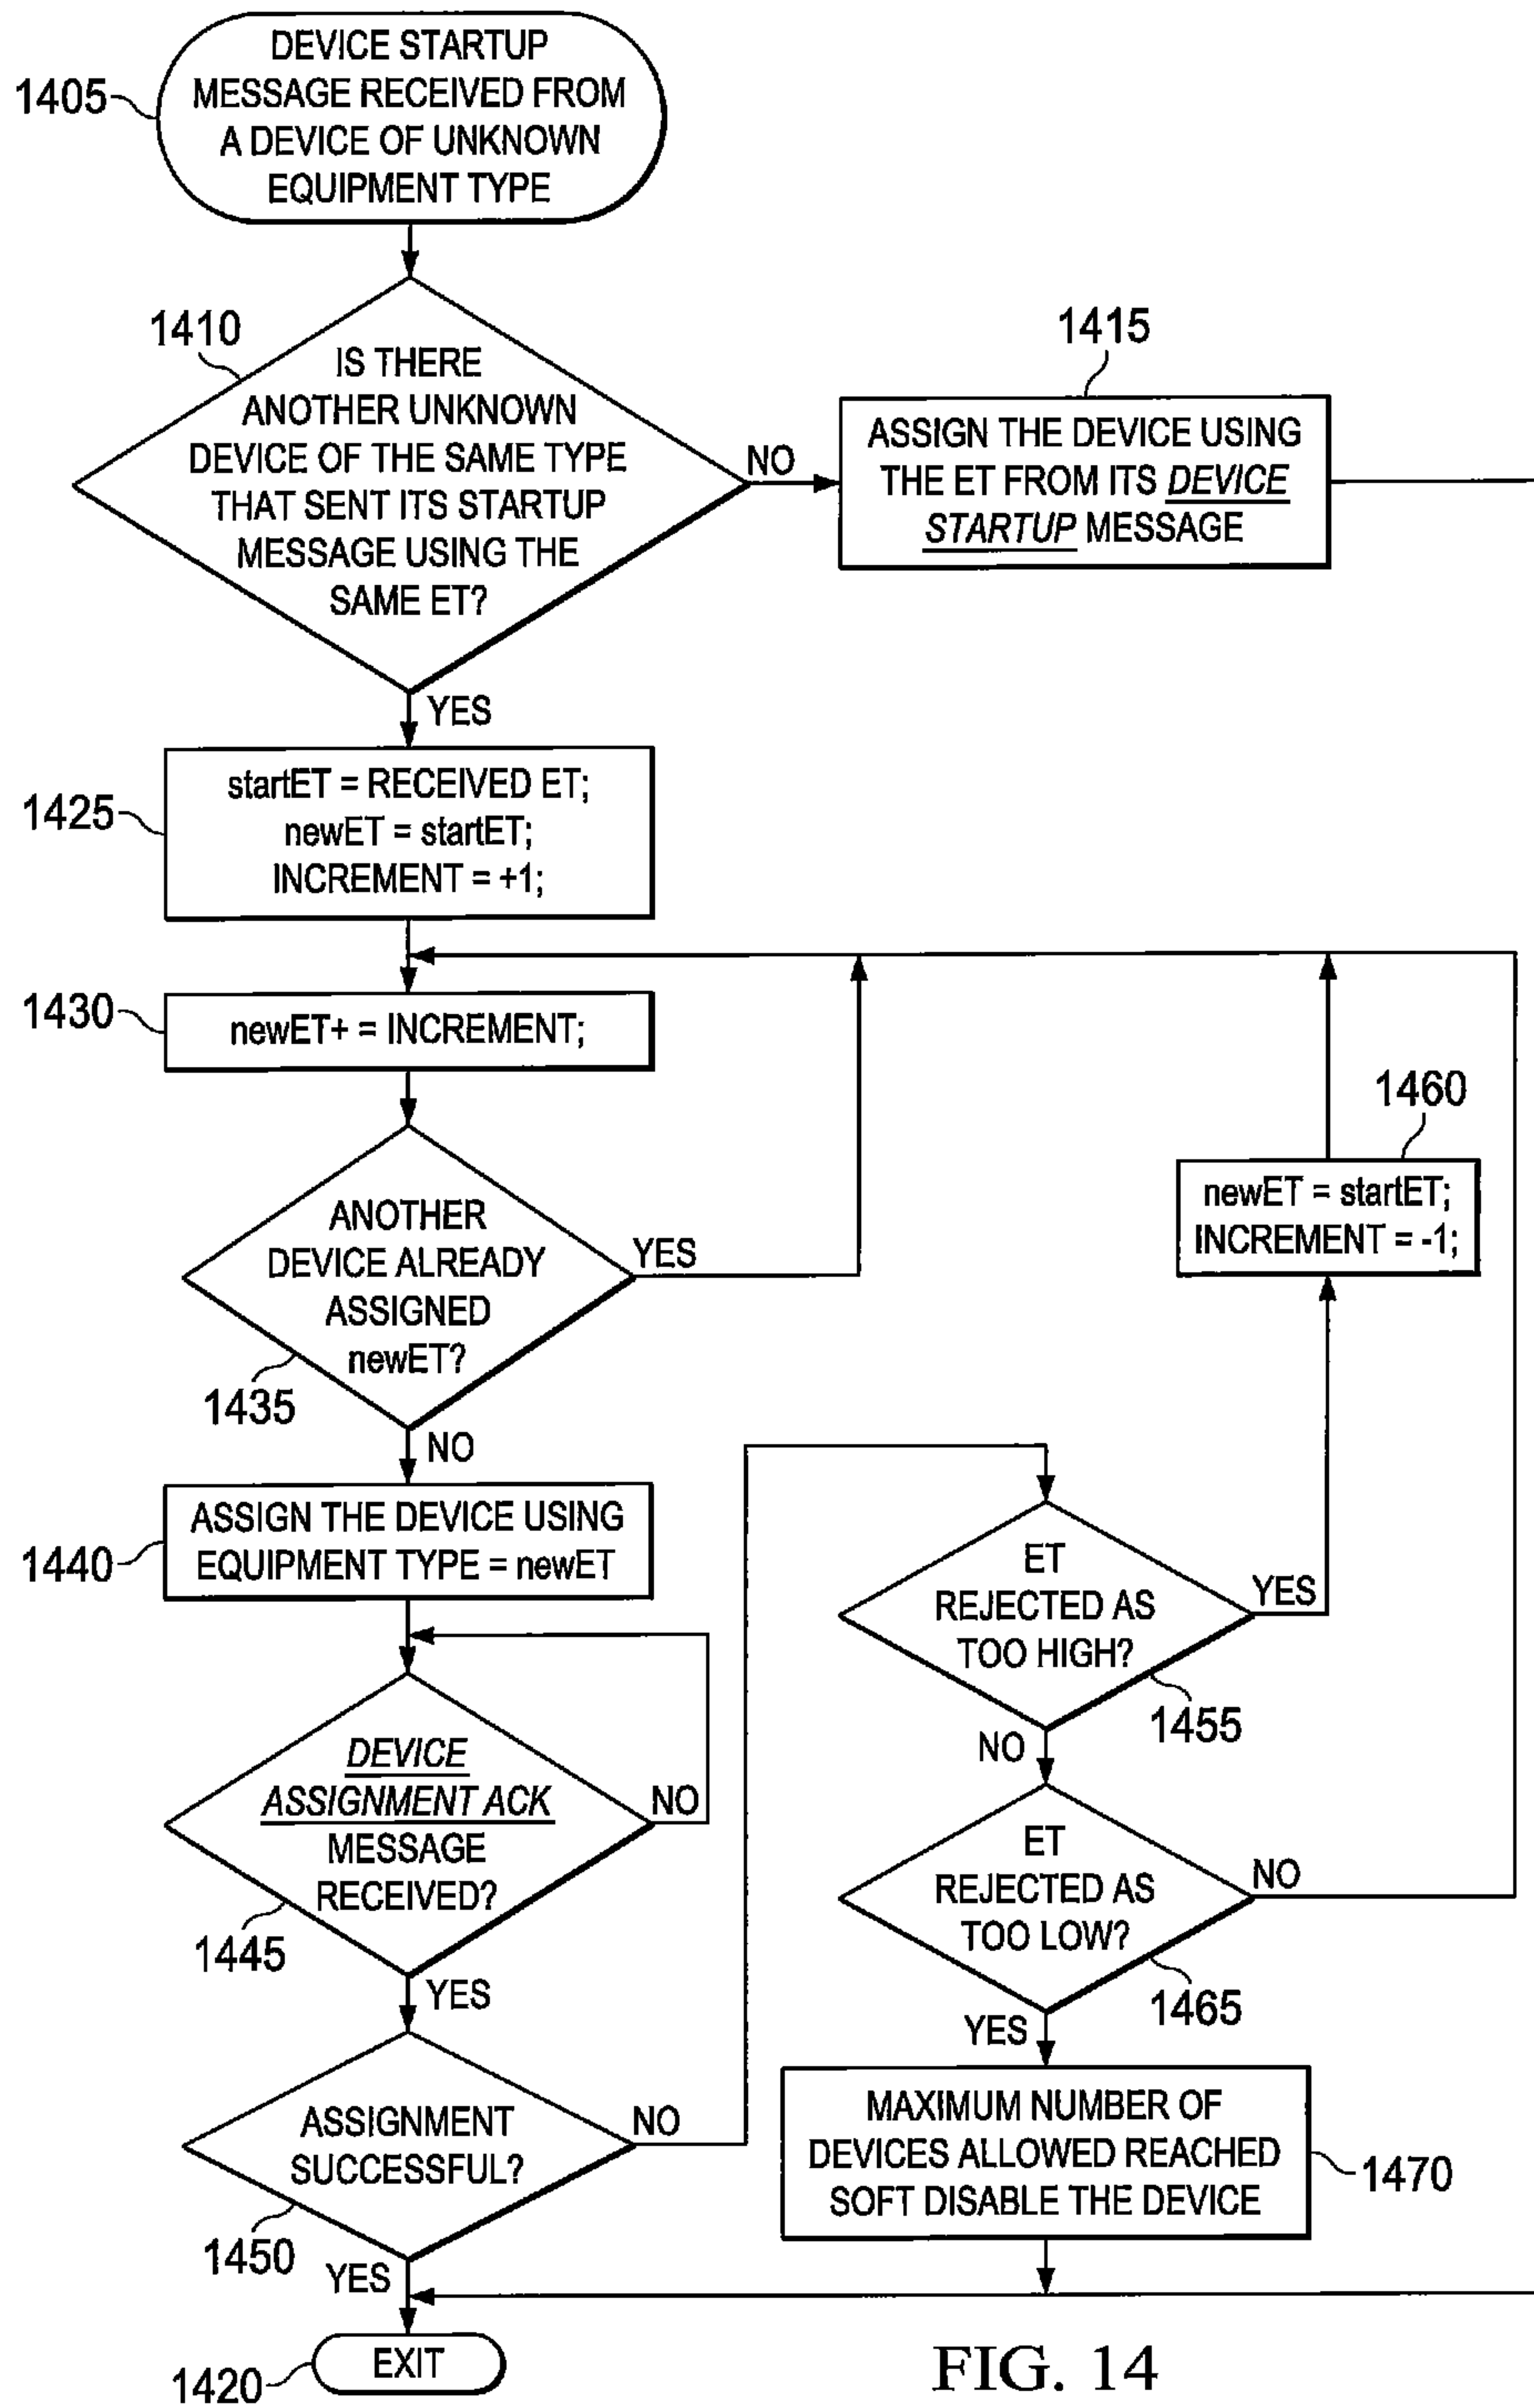 DEVICE STARTUP
MESSAGE RECEIVED FROM
A DEVICE OF UNKNOWN
EQUIPMENT TYPE
1405
1410
IS THERE
ANOTHER UNKNOWN
DEVICE OF THE SAME TYPE
THAT SENT ITS STARTUP
MESSAGE USING THE
SAME ET?
NO
YES
1415
ASSIGN THE DEVICE USING
THE ET FROM ITS DEVICE
STARTUP MESSAGE
1425
startET = RECEIVED ET;
newET = startET;
INCREMENT = +1;
1430
newET+ = INCREMENT;
ANOTHER
DEVICE ALREADY
ASSIGNED
newET?
YES
1435
NO
1460
newET = startET;
INCREMENT = -1;
1440
ASSIGN THE DEVICE USING
EQUIPMENT TYPE = newET
DEVICE
ASSIGNMENT ACK
MESSAGE
RECEIVED?
NO
1445
YES
ASSIGNMENT
SUCCESSFUL?
NO
1450
YES
ET
REJECTED AS
TOO HIGH?
YES
1455
NO
ET
REJECTED AS
TOO LOW?
NO
1465
YES
MAXIMUM NUMBER OF
DEVICES ALLOWED REACHED
SOFT DISABLE THE DEVICE
1470
1420
EXIT
FIG. 14